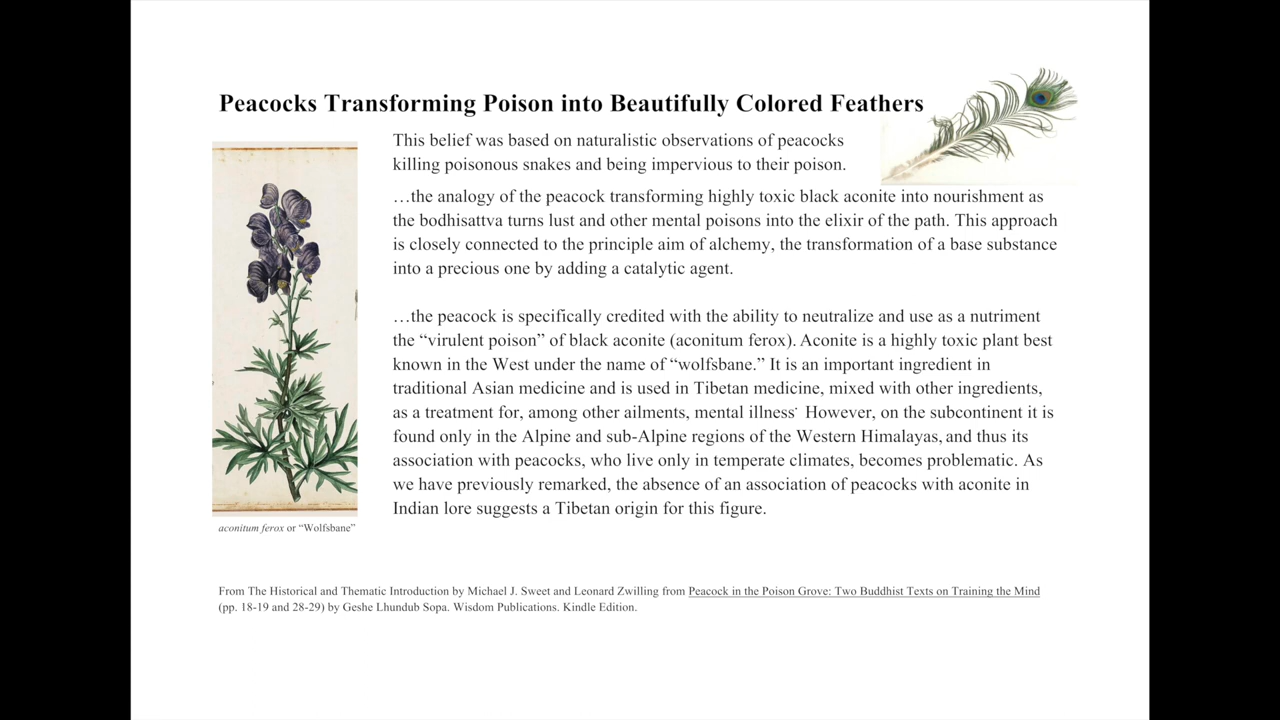 Peacocks Transforming Poison into Beautifully Colored Feathers
This belief was based on naturalistic observations of peacocks
killing poisonous snakes and being impervious to their poison.
…the analogy of the peacock transforming highly toxic black aconite into nourishment as
the bodhisattva turns lust and other mental poisons into the elixir of the path. This approach
is closely connected to the principle aim of alchemy, the transformation of a base substance
into a precious one by adding a catalytic agent.
…the peacock is specifically credited with the ability to neutralize and use as a nutriment
the “virulent poison” of black aconite (aconitum ferox). Aconite is a highly toxic plant best
known in the West under the name of “wolfsbane.” It is an important ingredient in
traditional Asian medicine and is used in Tibetan medicine, mixed with other ingredients,
as a treatment for, among other ailments, mental illness· However, on the subcontinent it is
found only in the Alpine and sub-Alpine regions of the Western Himalayas, and thus its
association with peacocks, who live only in temperate climates, becomes problematic. As
we have previously remarked, the absence of an association of peacocks with aconite in
Indian lore suggests a Tibetan origin for this figure.
aconitum ferox or “Wolfsbane”
From The Historical and Thematic Introduction by Michael J. Sweet and Leonard Zwilling from Peacock in the Poison Grove: Two Buddhist Texts on Training the Mind
(pp. 18-19 and 28-29) by Geshe Lhundub Sopa. Wisdom Publications. Kindle Edition.